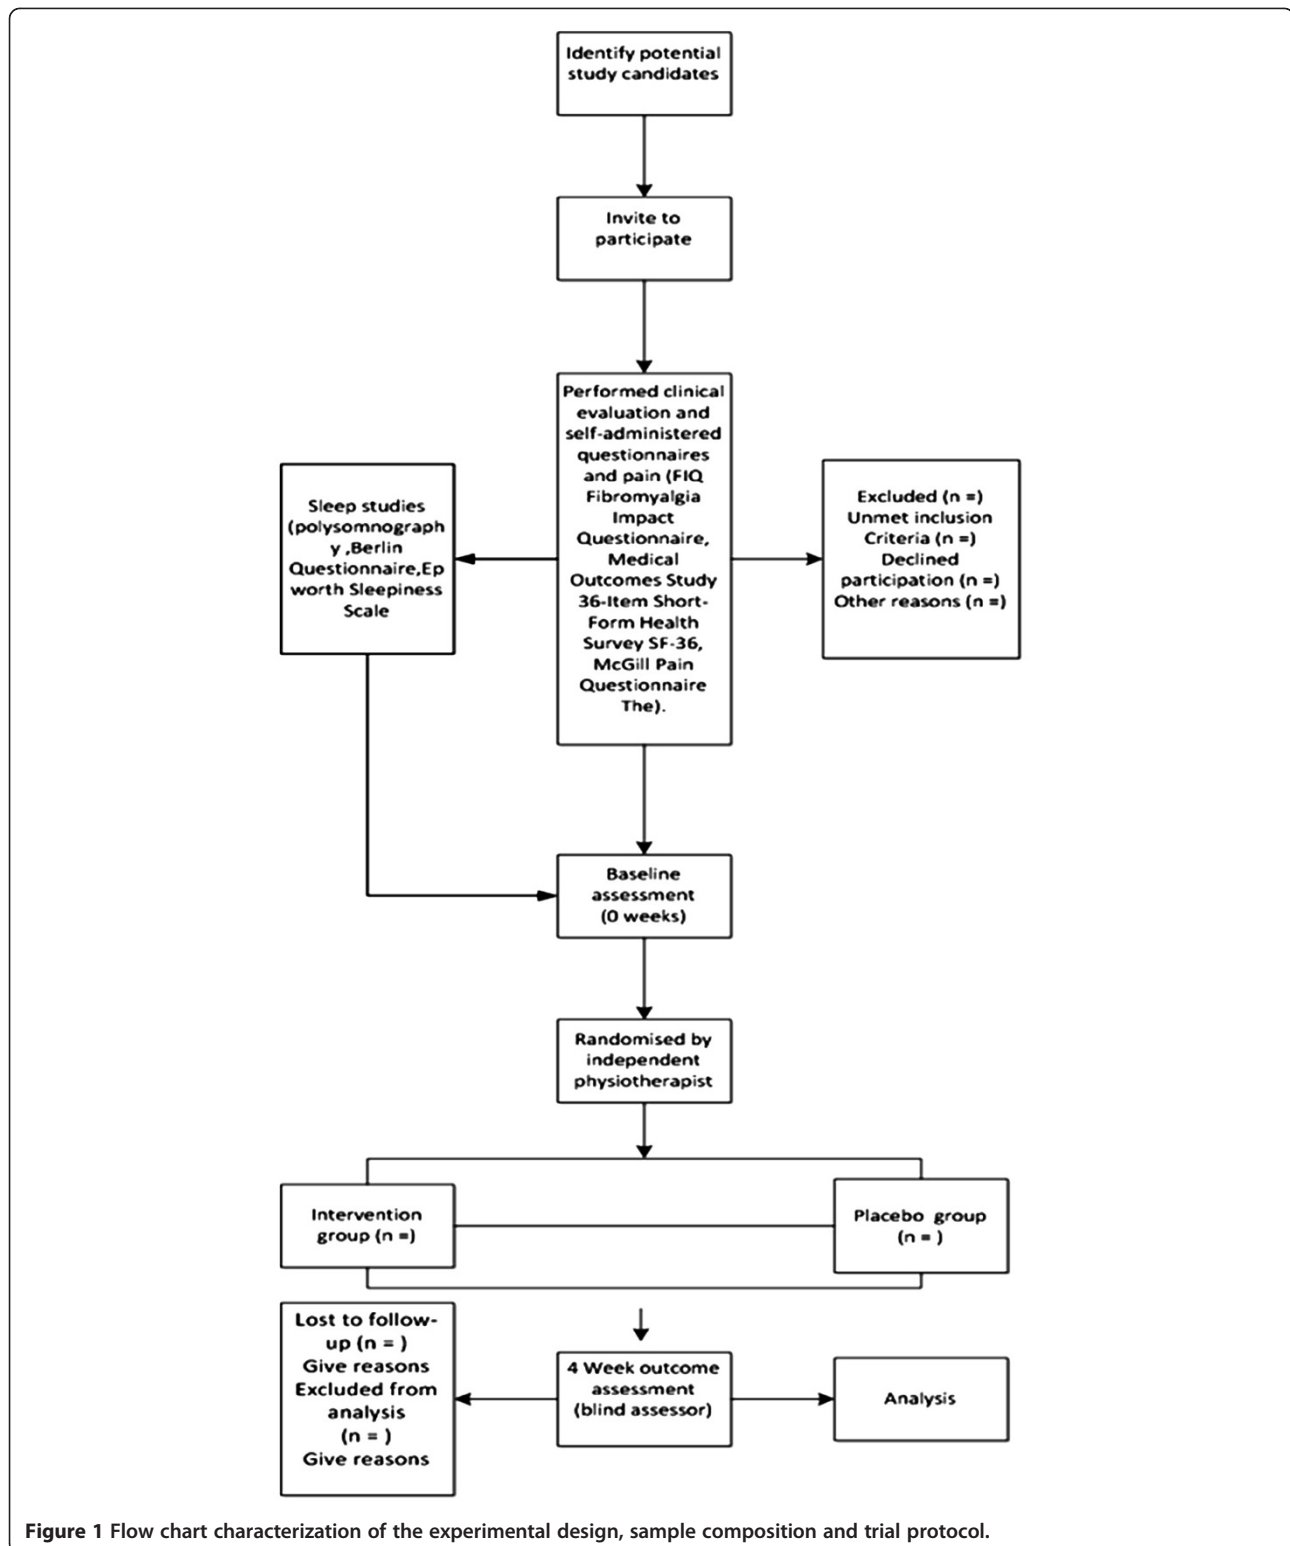 Identify potential
study candidates
Invite to
participate
Performed clinical
evaluation and
self-administered
questionnaires
and pain (FIQ
Fibromyalgia
Impact
Questionnaire,
Medical
Outcomes Study
36-Item Short-
Form Health
Survey SF-36,
McGill Pain
Questionnaire
The).
Sleep studies
(polysomnograph
y ,Berlin
Questionnaire,Ep
worth Sleepiness
Scale
Excluded (n =)
Unmet inclusion
Criteria (n =)
Declined
participation (n =)
Other reasons (n =)
Baseline
assessment
(0 weeks)
Randomised by
independent
physiotherapist
Intervention
group (n =)
Placebo group
(n = )
Lost to follow-
up (n = )
Give reasons
Excluded from
analysis
(n = )
Give reasons
4 Week outcome
assessment
(blind assessor)
Analysis
Figure 1 Flow chart characterization of the experimental design, sample composition and trial protocol.